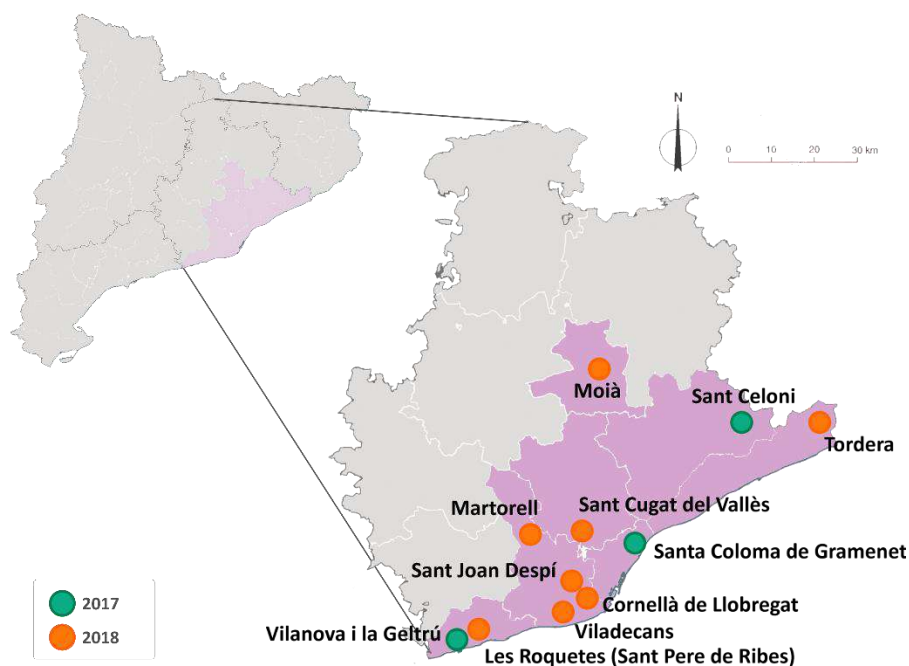 N
0 10 20 30 km
Moià
Sant Celoni
Tordera
Martorell
Sant Cugat del Vallès
Santa Coloma de Gramenet
Sant Joan Despí
Cornellà de Llobregat
Viladecans
Vilanova i la Geltrú
Les Roquetes (Sant Pere de Ribes)
2017
2018